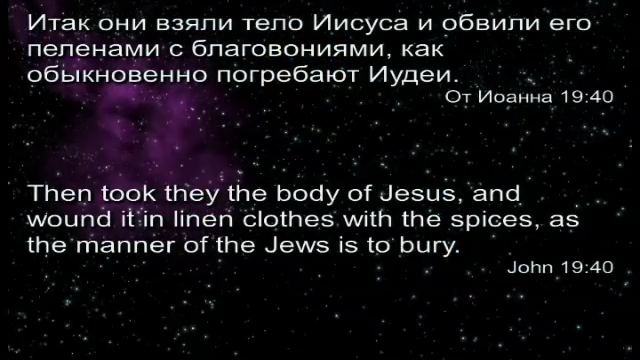 Итак они взяли тело Иисуса и обвили его
пеленами с благовониями, как
обыкновенно погребают Иудеи.
От Иоанна 19:40
Then took they the body of Jesus, and
wound it in linen clothes with the spices, as
the manner of the Jews is to bury.
John 19:40